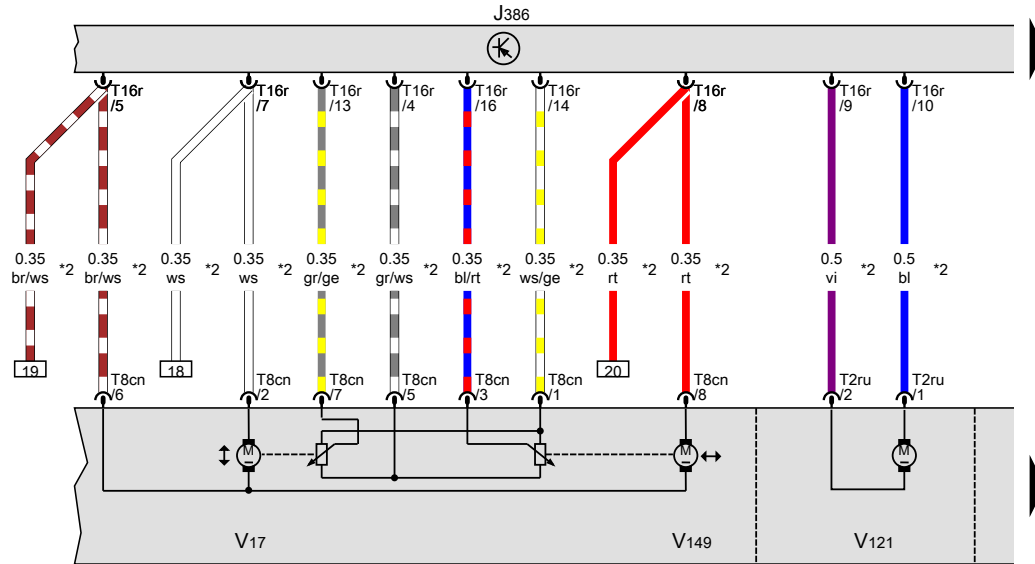 J386
T16r T16r T16r T16r T16r T16r T16r T16r T16r
/5 /7 /13 /4 /16 /14 /8 /9 /10
0.35 0.35 0.35 0.35 0.35 0.35 0.35 0.35 0.35 0.35 0.5 0.5
*2 *2 *2 *2 *2 *2 *2 *2 *2 *2 *2 *2
br/ws br/ws ws ws gr/ge gr/ws bl/rt ws/ge rt rt vi bl
19 18 20
T8cn T8cn T8cn T8cn T8cn T8cn T8cn T2ru T2ru
/6 /2 /7 /5 /3 /1 /8 /2 /1
M M M
V17 V149 V121